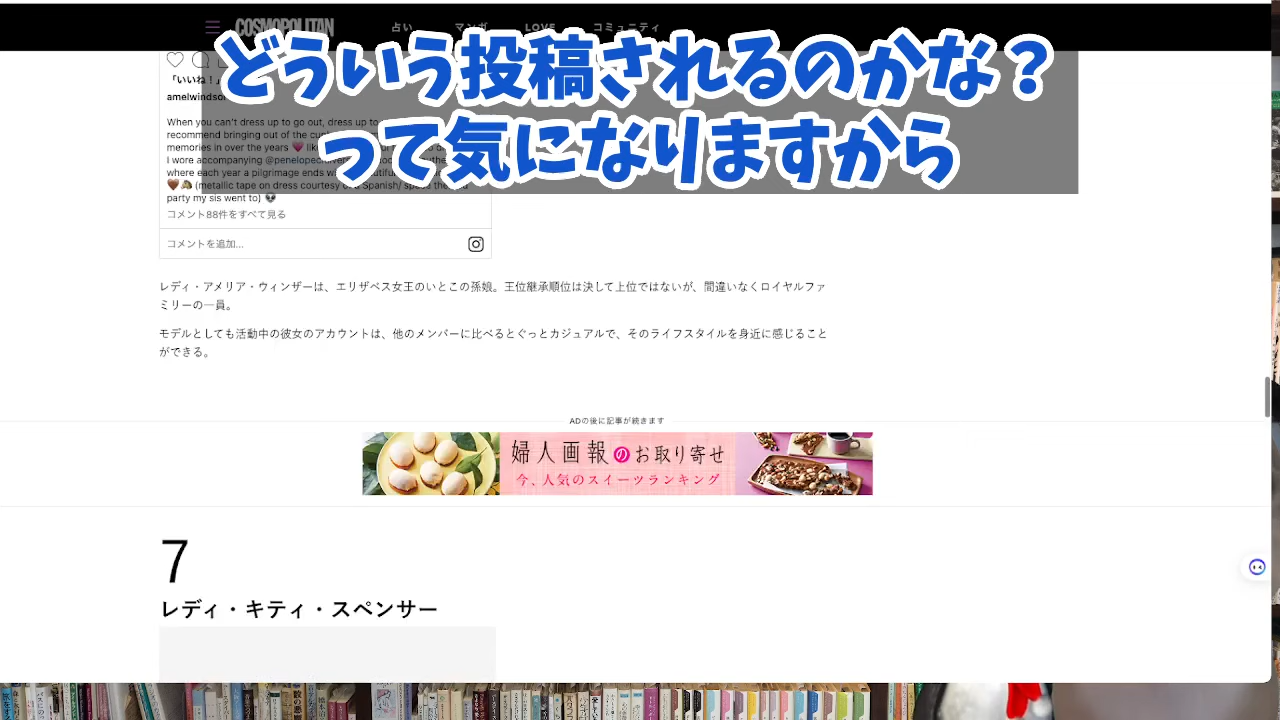 COSMOPOLITAN 占い マンガ LOVE コミュニティ
どういう投稿されるのかな？
って気になりますから
「いいね！」
amelwindsor
When you can't dress up to go out, dress up to
recommend bringing out of the
memories in over the years
I wore accompanying @penelopechilvers
where each year a pilgrimage ends
(metallic tape on dress courtesy of a Spanish/ space
party my sis went to)
コメント88件をすべて見る
コメントを追加...
レディ・アメリア・ウィンザーは、エリザベス女王のいとこの孫娘。王位継承順位は決して上位ではないが、間違いなくロイヤルファ
ミリーの一員。
モデルとしても活動中の彼女のアカウントは、他のメンバーに比べるとぐっとカジュアルで、そのライフスタイルを身近に感じること
ができる。
ADの後に記事が続きます
婦人画報のお取り寄せ
今、人気のスイーツランキング
7
レディ・キティ・スペンサー